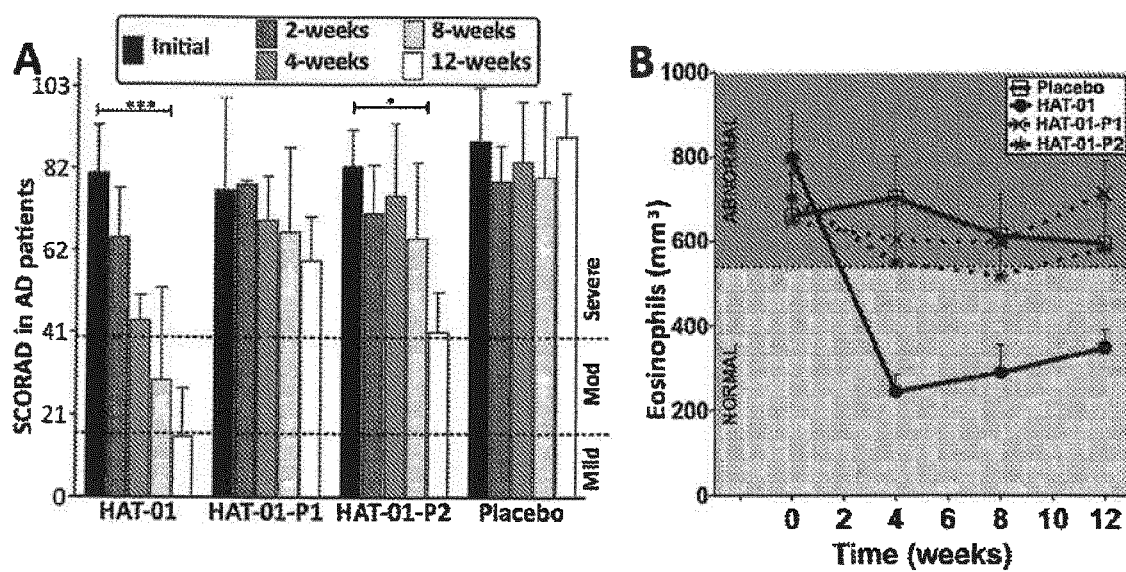 A
Initial
2-weeks
4-weeks
8-weeks
12-weeks
103
82
62
41
21
0
SCORAD in AD patients
***
*
Severe
Mod
Mild
HAT-01
HAT-01-P1
HAT-01-P2
Placebo
B
1000
800
600
400
200
0
Eosinophils (mm³)
ABNORMAL
NORMAL
Placebo
HAT-01
HAT-01-P1
HAT-01-P2
0 2 4 6 8 10 12
Time (weeks)